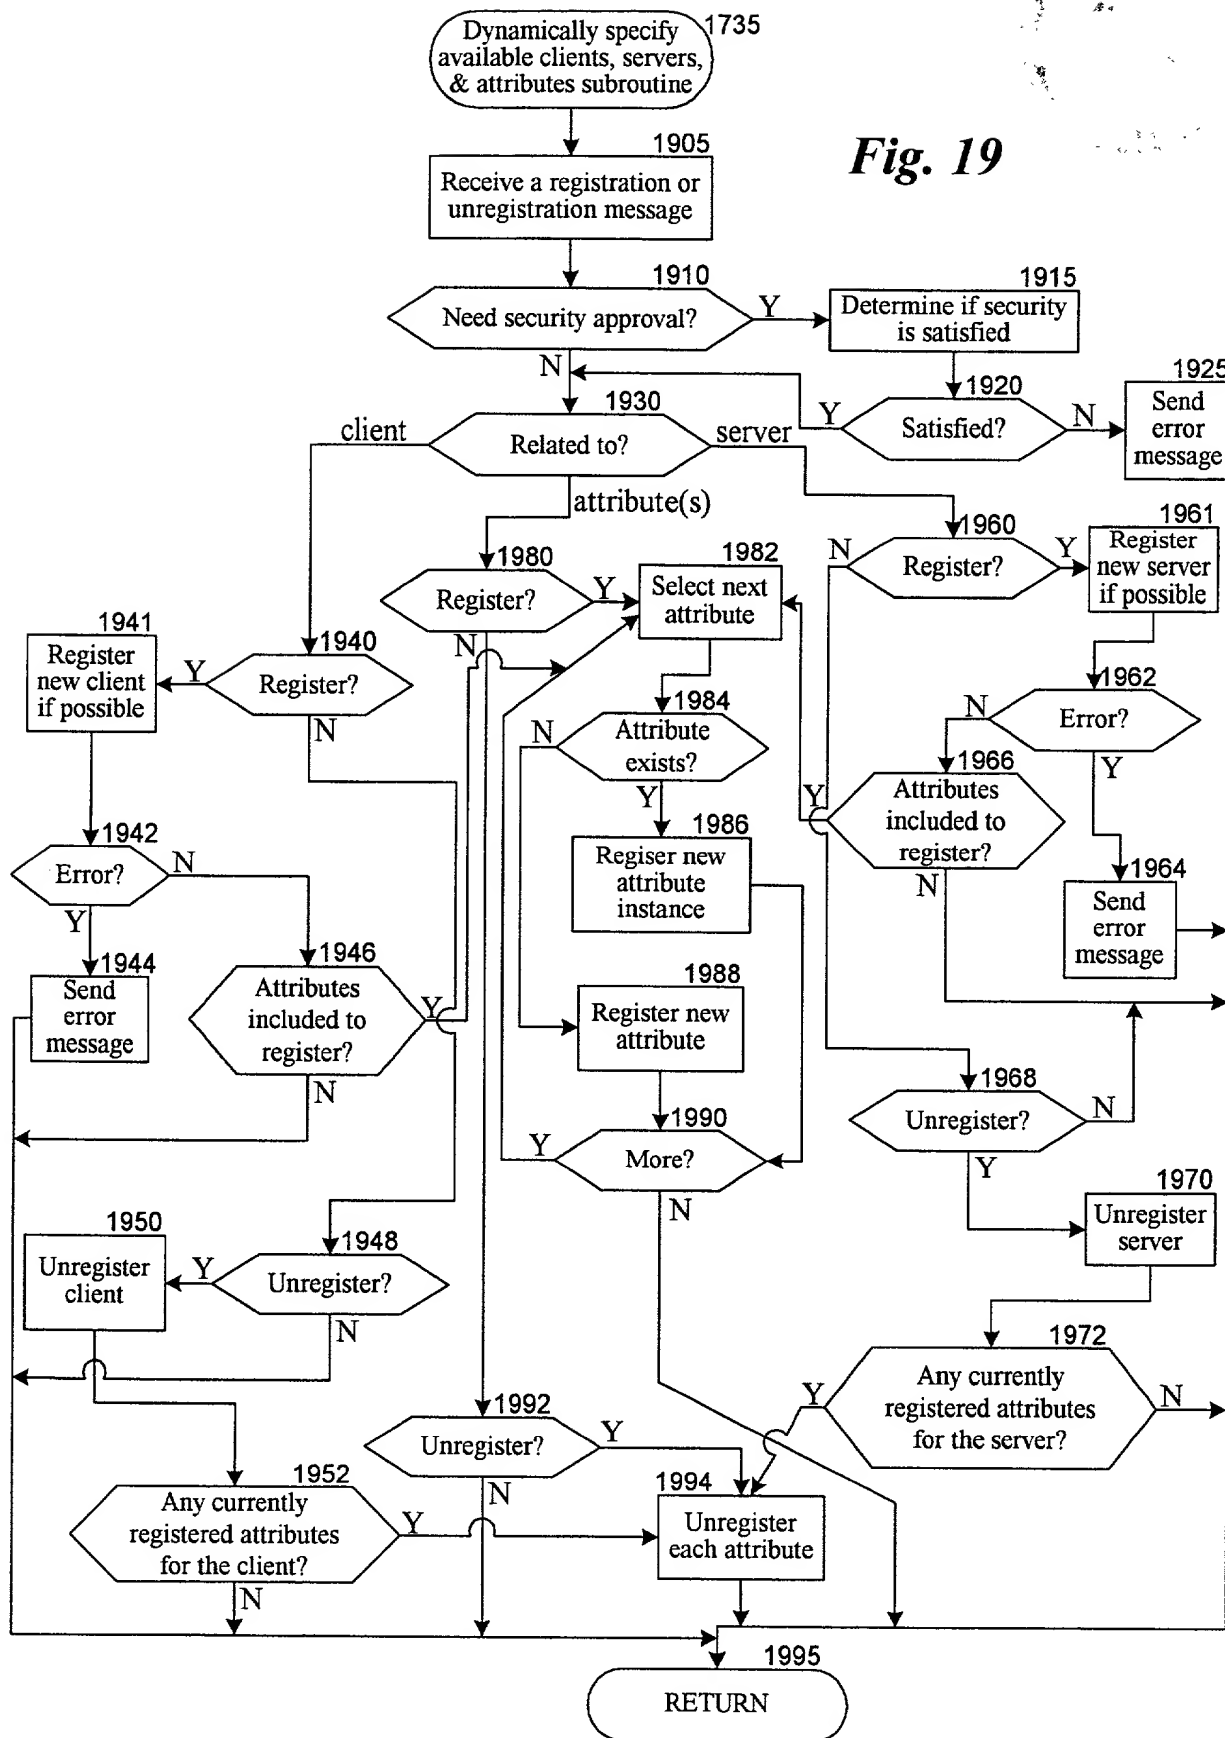 Dynamically specify
available clients, servers,
& attributes subroutine
1735
1905
Receive a registration or
unregistration message
Fig. 19
1910
Need security approval?
Y
N
1915
Determine if security
is satisfied
1920
Satisfied?
Y
N
1925
Send
error
message
1930
Related to?
client
server
attribute(s)
1960
Register?
N
Y
1961
Register
new server
if possible
1980
Register?
Y
N
1982
Select next
attribute
1941
Register
new client
if possible
1940
Register?
Y
N
1962
Error?
N
Y
1984
Attribute
exists?
N
Y
1966
Attributes
included to
register?
Y
N
1986
Regiser new
attribute
instance
1942
Error?
N
Y
1964
Send
error
message
1944
Send
error
message
1946
Attributes
included to
register?
Y
N
1988
Register new
attribute
1968
Unregister?
N
Y
1990
More?
Y
N
1970
Unregister
server
1950
Unregister
client
1948
Unregister?
Y
N
1972
Any currently
registered attributes
for the server?
Y
N
1992
Unregister?
Y
N
1952
Any currently
registered attributes
for the client?
Y
N
1994
Unregister
each attribute
1995
RETURN